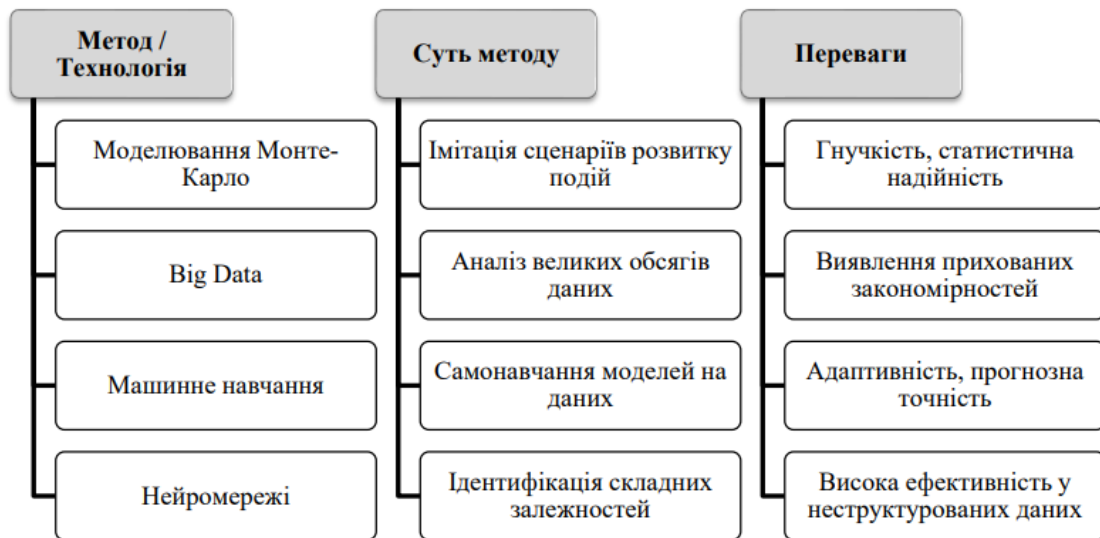 Метод /
Технологія
Моделювання Монте-
Карло
Big Data
Машинне навчання
Нейромережі
Суть методу
Імітація сценаріїв розвитку
подій
Аналіз великих обсягів
даних
Самонавчання моделей на
даних
Ідентифікація складних
залежностей
Переваги
Гнучкість, статистична
надійність
Виявлення прихованих
закономірностей
Адаптивність, прогнозна
точність
Висока ефективність у
неструктурованих даних